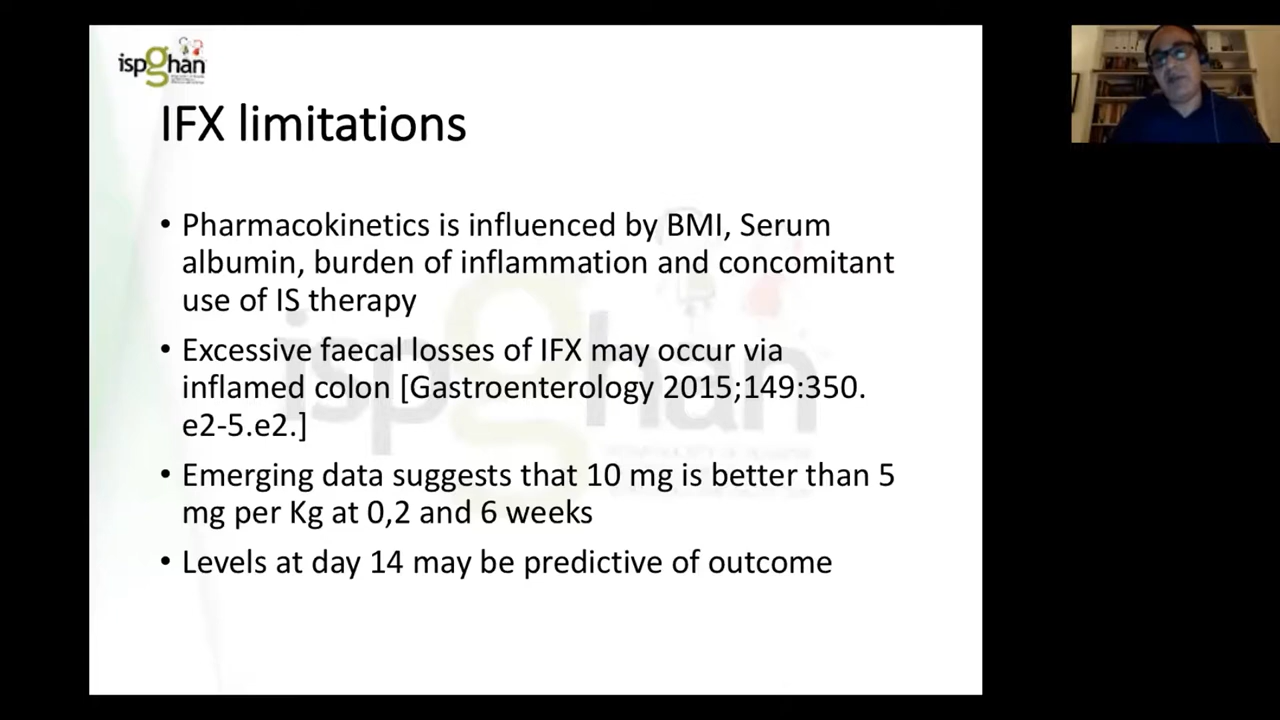 ispghan
IFX limitations
• Pharmacokinetics is influenced by BMI, Serum
albumin, burden of inflammation and concomitant
use of IS therapy
• Excessive faecal losses of IFX may occur via
inflamed colon [Gastroenterology 2015;149:350.
e2-5.e2.]
• Emerging data suggests that 10 mg is better than 5
mg per Kg at 0,2 and 6 weeks
• Levels at day 14 may be predictive of outcome
ispghan